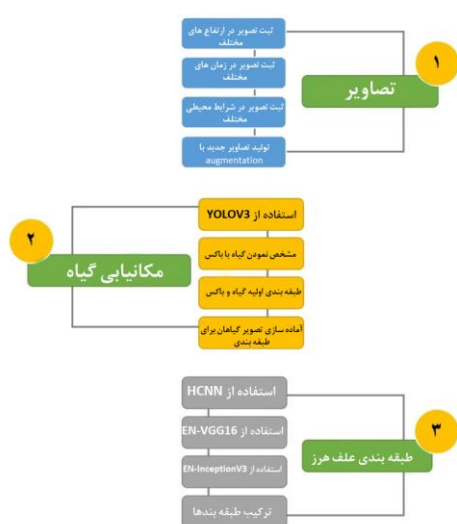 ۱
تصاویر
ثبت تصویر در ارتفاع های
مختلف
ثبت تصویر در زمان های
مختلف
ثبت تصویر در شرایط محیطی
مختلف
تولید تصاویر جدید با
augmentation
۲
مکانیابی گیاه
استفاده از YOLOV3
مشخص نمودن گیاه با باکس
طبقه بندی اولیه گیاه و باکس
آماده سازی تصویر گیاهان برای
طبقه بندی
۳
طبقه بندی علف هرز
استفاده از HCNN
استفاده از EN-VGG16
استفاده از EN-InceptionV3
ترکیب طبقه بندها